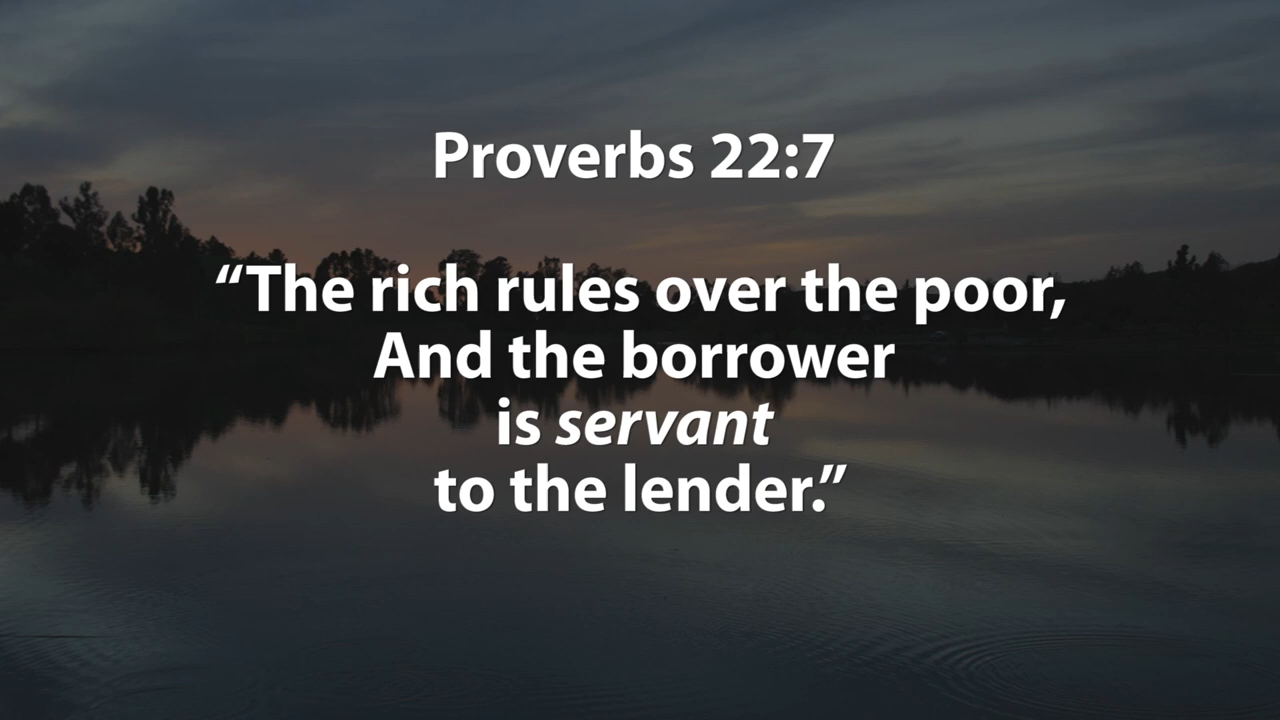 Proverbs 22:7
“The rich rules over the poor,
And the borrower
is servant
to the lender.”